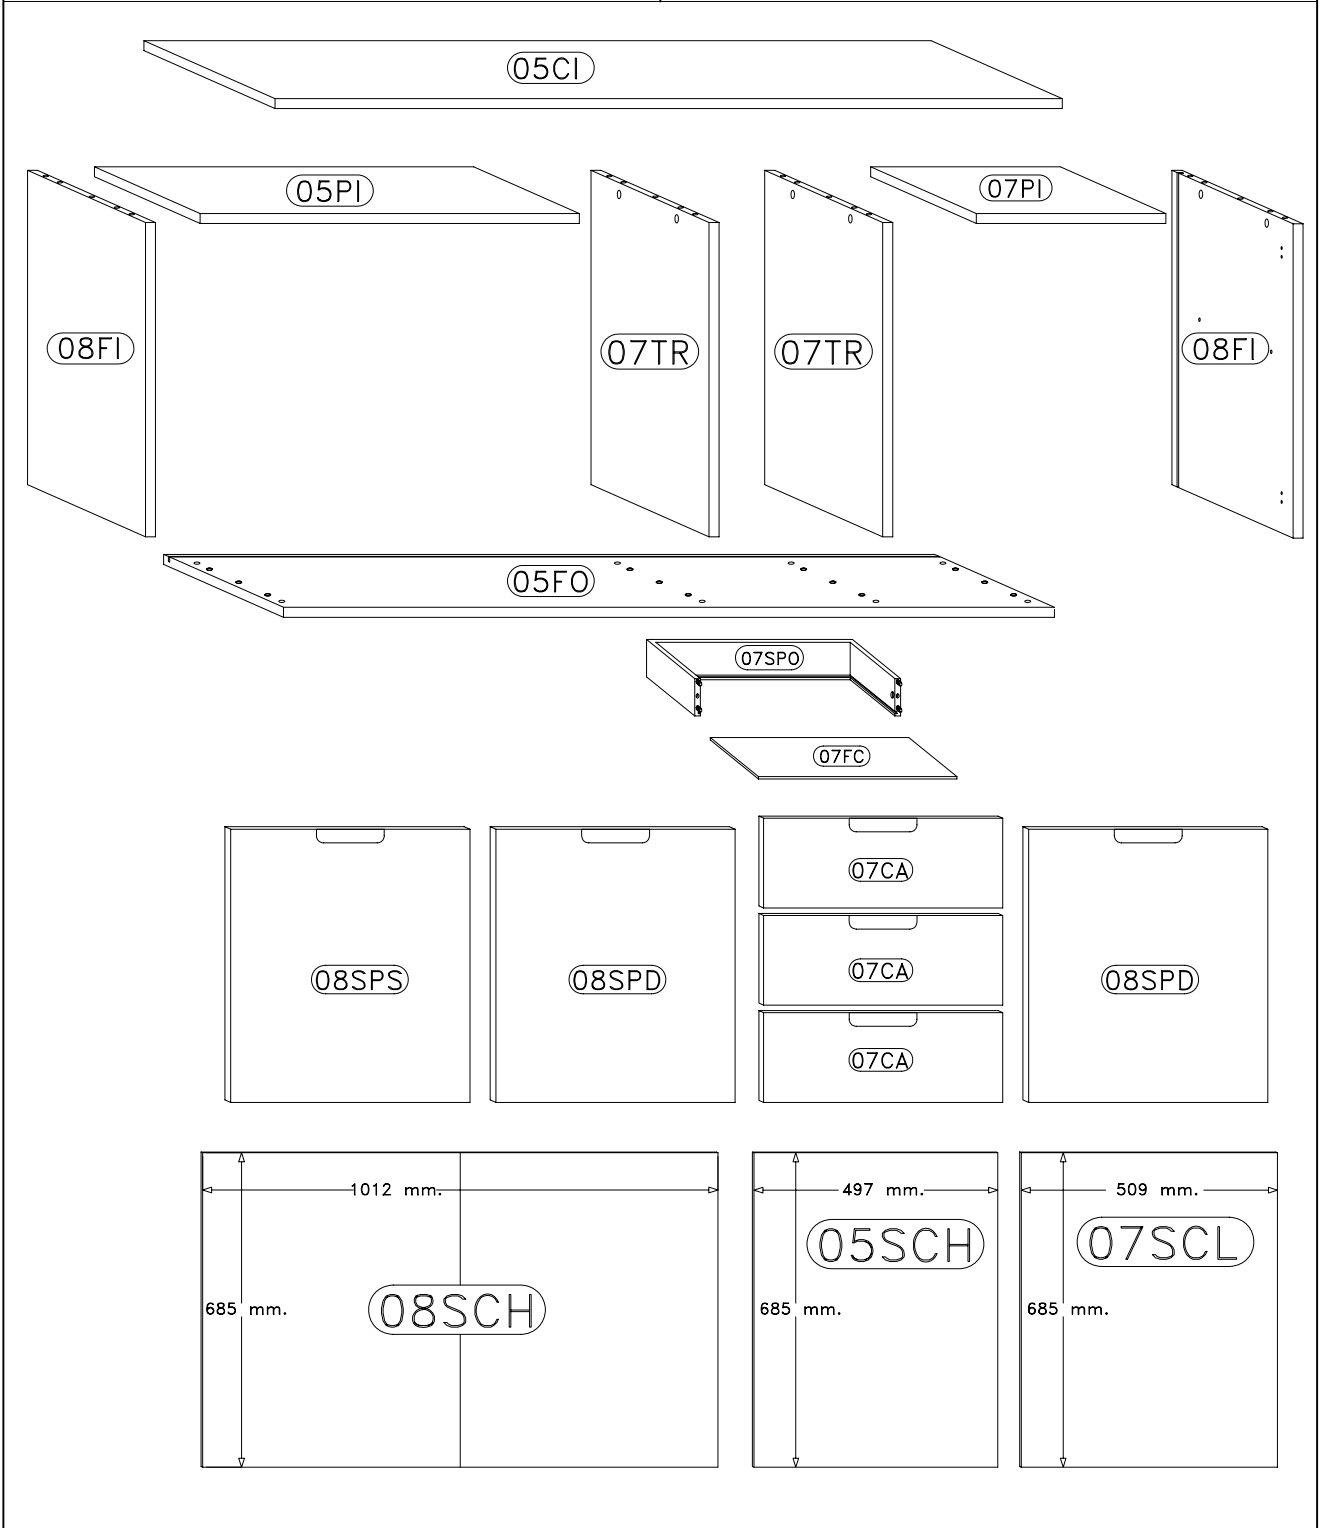 05CI
05PI
07PI
08FI
07TR
07TR
08FI
05FO
07SPO
07FC
07CA
08SPS
08SPD
07CA
08SPD
07CA
1012 mm.
497 mm.
509 mm.
05SCH
07SCL
685 mm.
08SCH
685 mm.
685 mm.